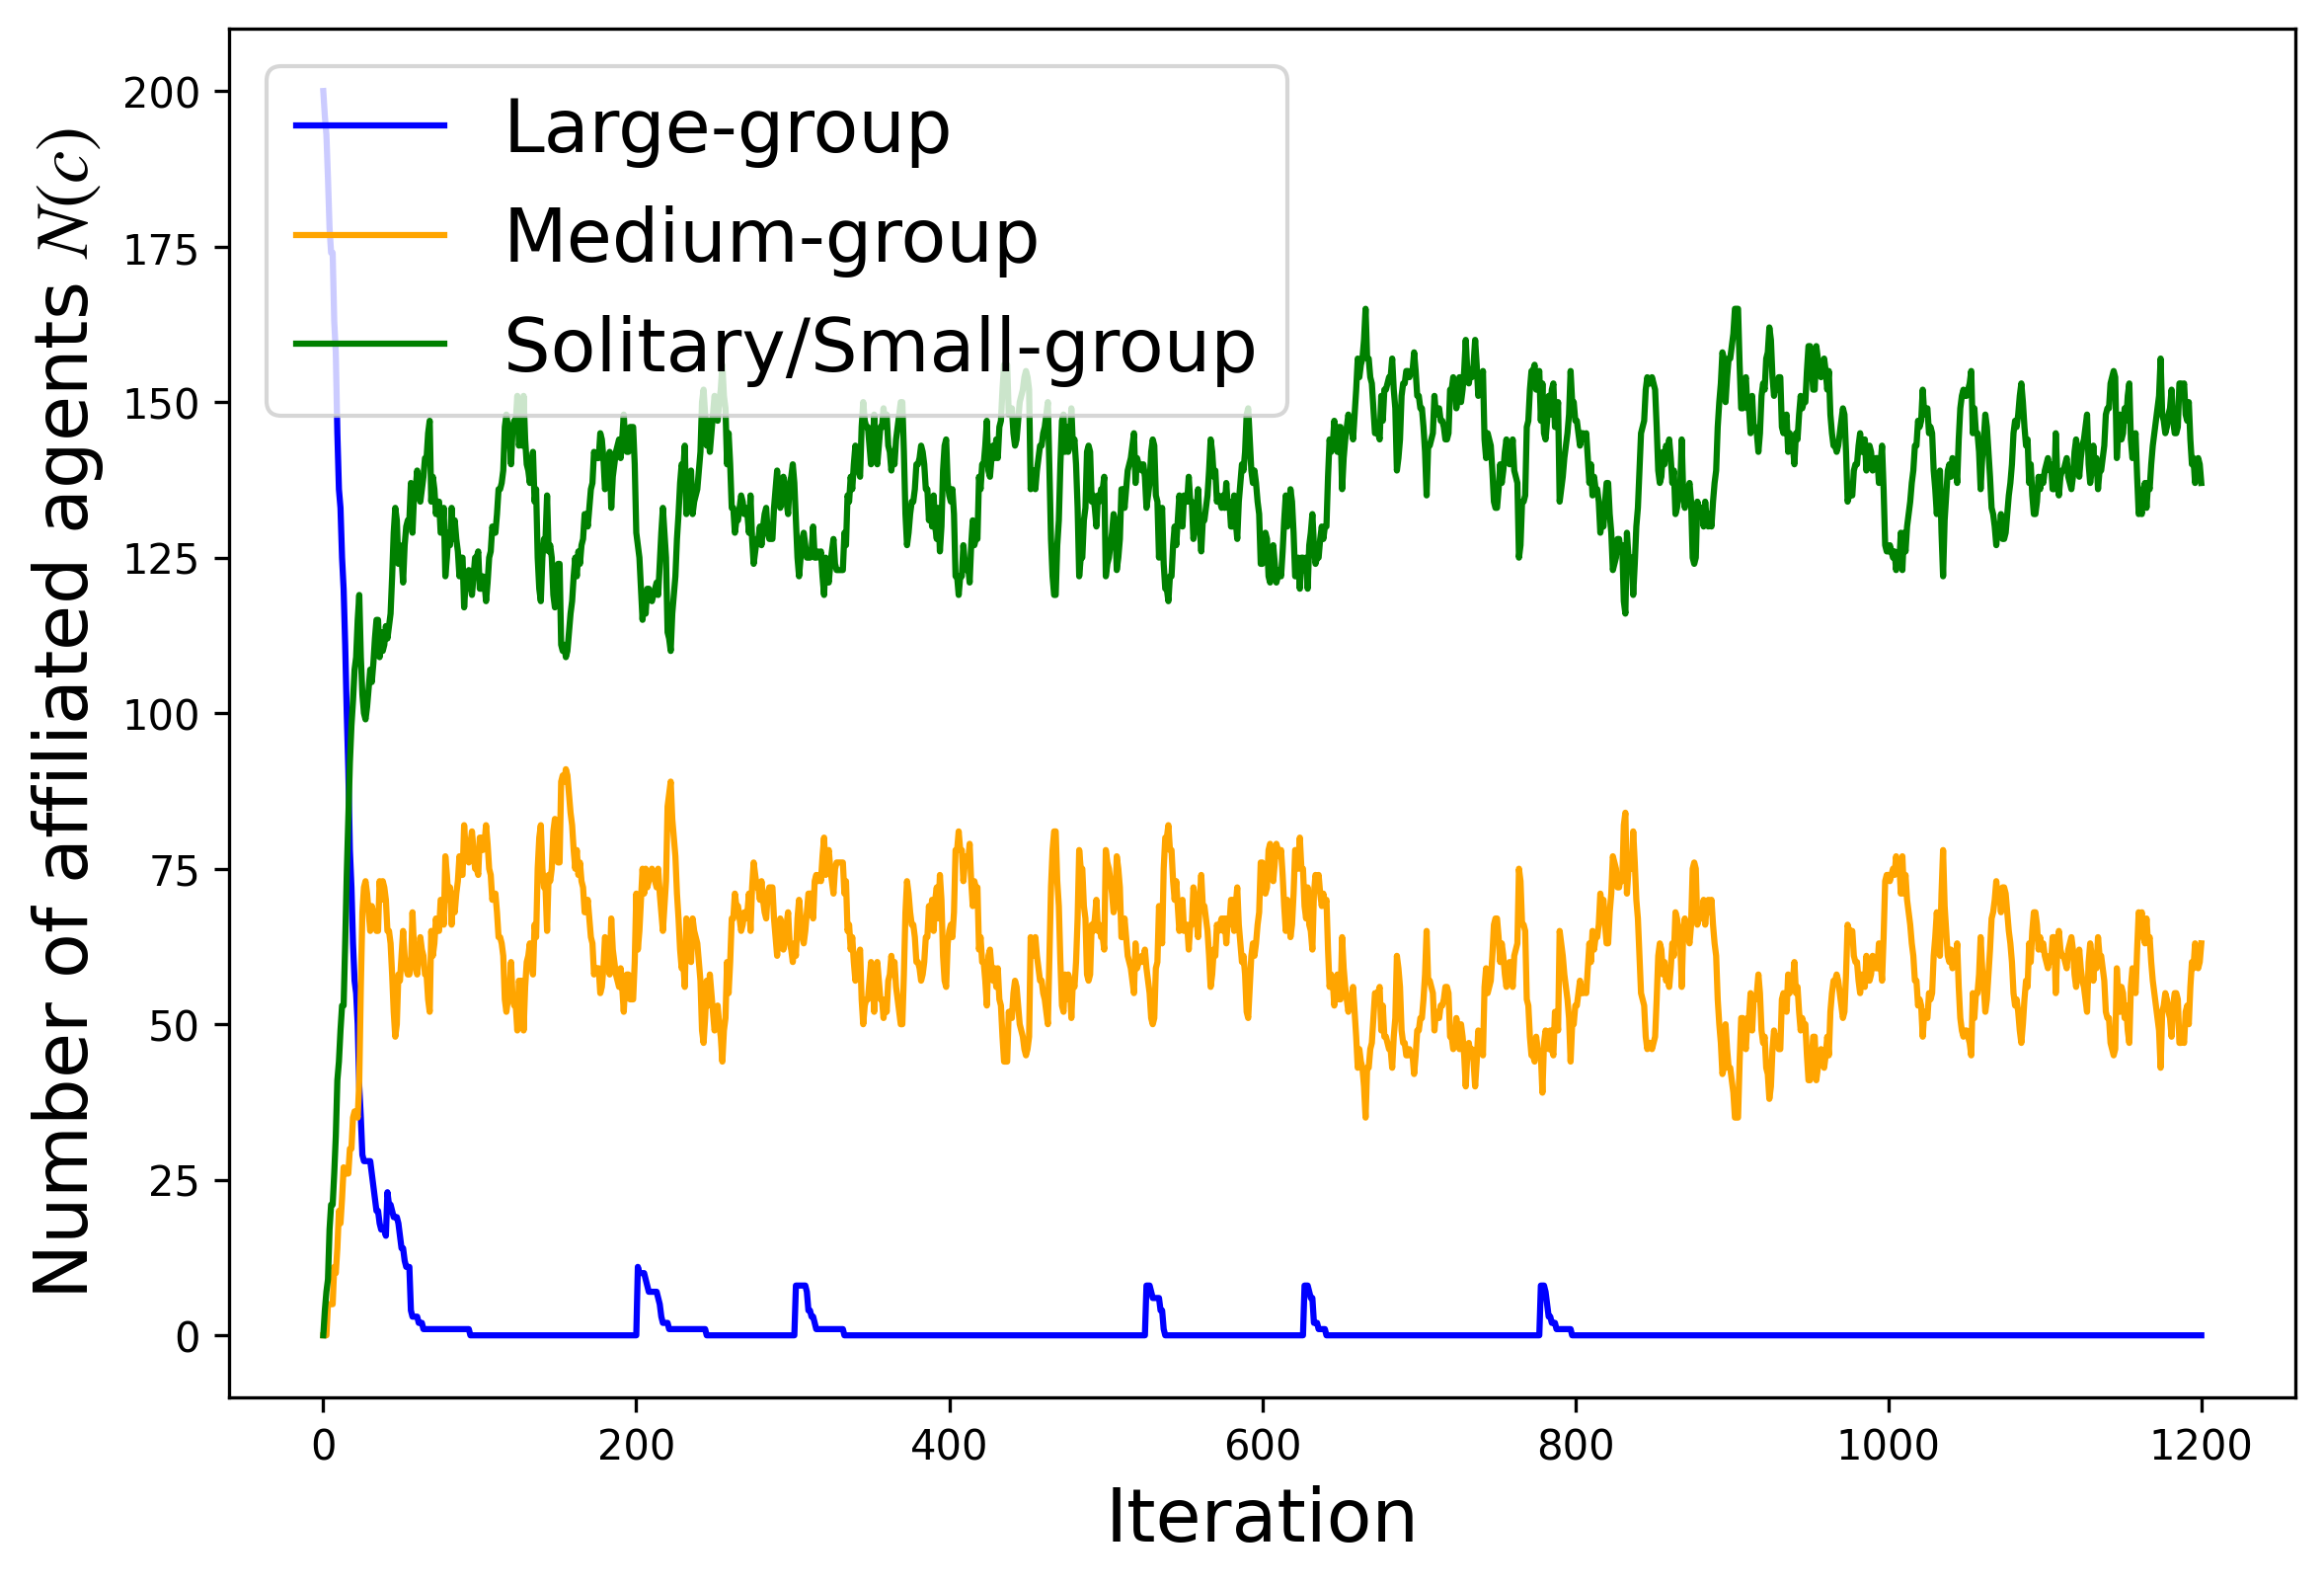 Number of affiliated agents N(c)
200
175
150
125
100
75
50
25
0
Large-group
Medium-group
Solitary/Small-group
0 200 400 600 800 1000 1200
Iteration